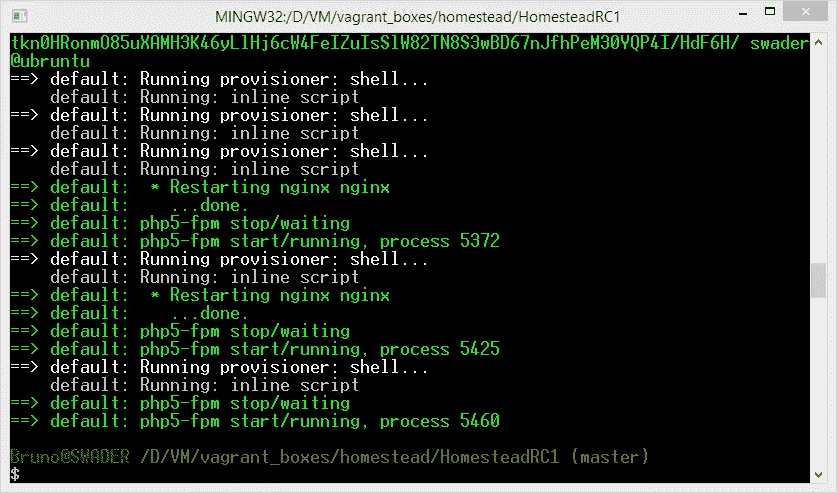 MINGW32:/D/VM/vagrant_boxes/homestead/HomesteadRC1
tkn0HRonmO85uXAMH3K46yLlHj6cW4FeIZuIsSlW82TN8S3wBD67nJfhPeM30YQP4I/HdF6H/ swader
@ubruntu
==> default: Running provisioner: shell...
    default: Running: inline script
==> default: Running provisioner: shell...
    default: Running: inline script
==> default: Running provisioner: shell...
    default: Running: inline script
==> default:  * Restarting nginx nginx
==> default:    ...done.
==> default: php5-fpm stop/waiting
==> default: php5-fpm start/running, process 5372
==> default: Running provisioner: shell...
    default: Running: inline script
==> default:  * Restarting nginx nginx
==> default:    ...done.
==> default: php5-fpm stop/waiting
==> default: php5-fpm start/running, process 5425
==> default: Running provisioner: shell...
    default: Running: inline script
==> default: php5-fpm stop/waiting
==> default: php5-fpm start/running, process 5460
Bruno@SWADER /D/VM/vagrant_boxes/homestead/HomesteadRC1 (master)
$